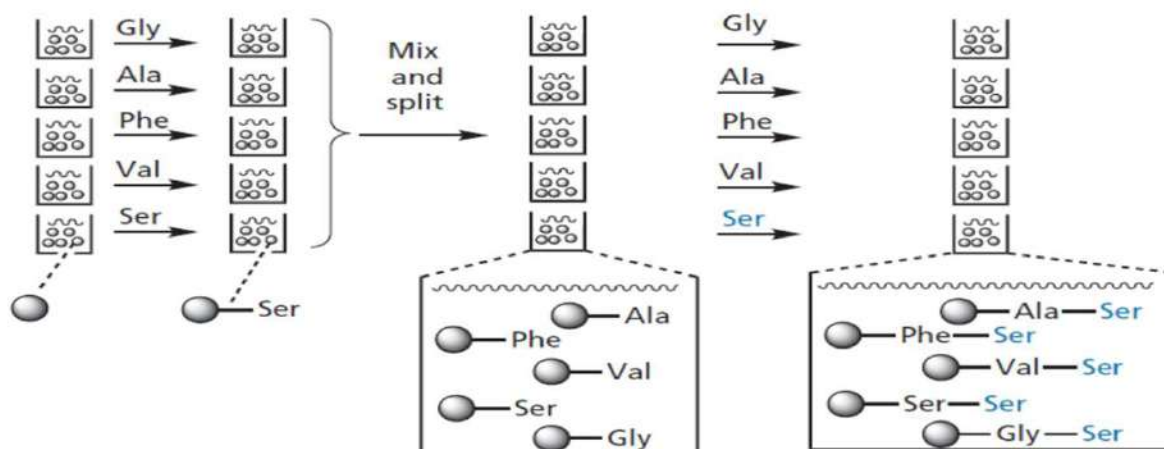 Gly
Ala
Phe
Val
Ser
Mix
and
split
Gly
Ala
Phe
Val
Ser
Ser
Ala
Phe
Val
Ser
Gly
Ala Ser
Phe Ser
Val Ser
Ser Ser
Gly Ser